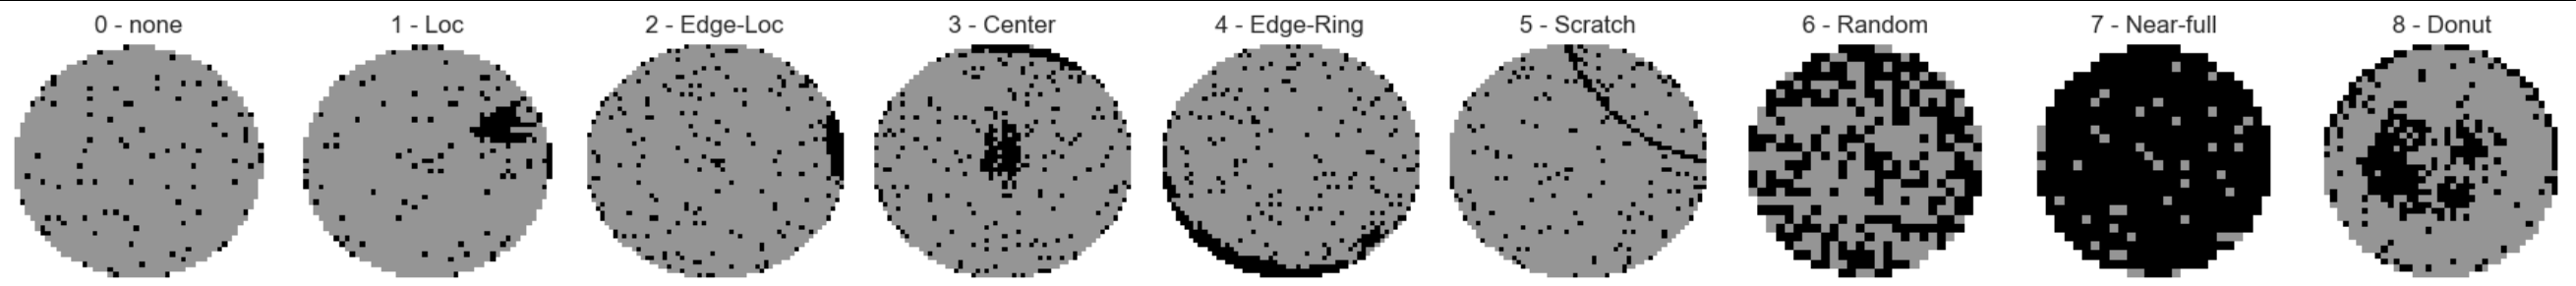 0 - none
1 - Loc
2 - Edge-Loc
3 - Center
4 - Edge-Ring
5 - Scratch
6 - Random
7 - Near-full
8 - Donut